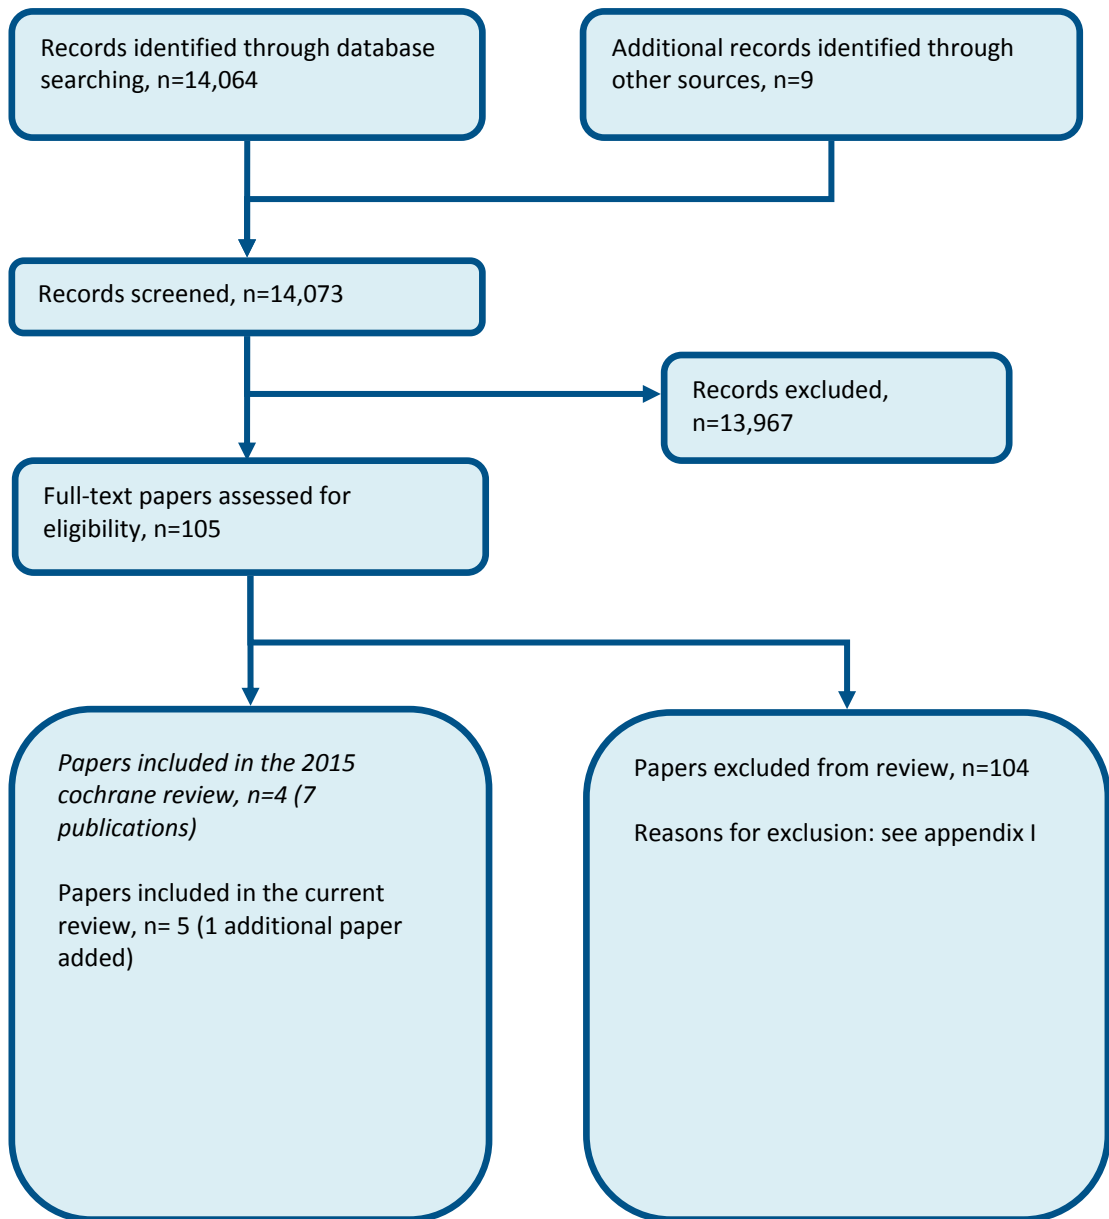 Records identified through database
searching, n=14,064
Additional records identified through
other sources, n=9
Records screened, n=14,073
Records excluded,
n=13,967
Full-text papers assessed for
eligibility, n=105
Papers included in the 2015
cochrane review, n=4 (7
publications)
Papers included in the current
review, n= 5 (1 additional paper
added)
Papers excluded from review, n=104
Reasons for exclusion: see appendix I